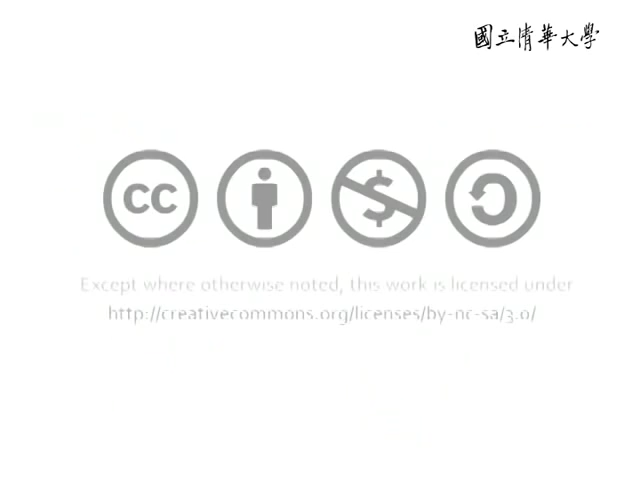 國立清華大學
cc
Except where otherwise noted, this work is licensed under
http://creativecommons.org/licenses/by-nc-sa/3.0/